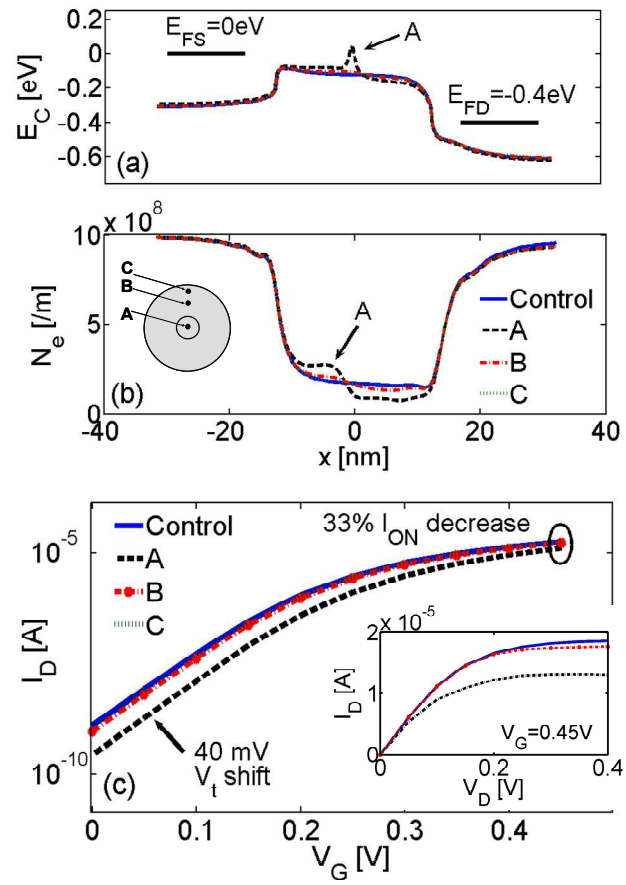 0.2
0
-0.2
-0.4
-0.6
E_C [eV]
E_FS=0eV
A
E_FD=-0.4eV
(a)
x 10^8
10
5
0
N_e [/m]
C
B
A
A
Control
A
B
C
(b)
-40 -20 0 20 40
x [nm]
Control
A
B
C
33% I_ON decrease
10^-5
10^-10
I_D [A]
40 mV
V_t shift
(c)
x 10^-5
2
1
0
I_D [A]
V_G=0.45V
0 0.2 0.4
V_D [V]
0 0.1 0.2 0.3 0.4
V_G [V]